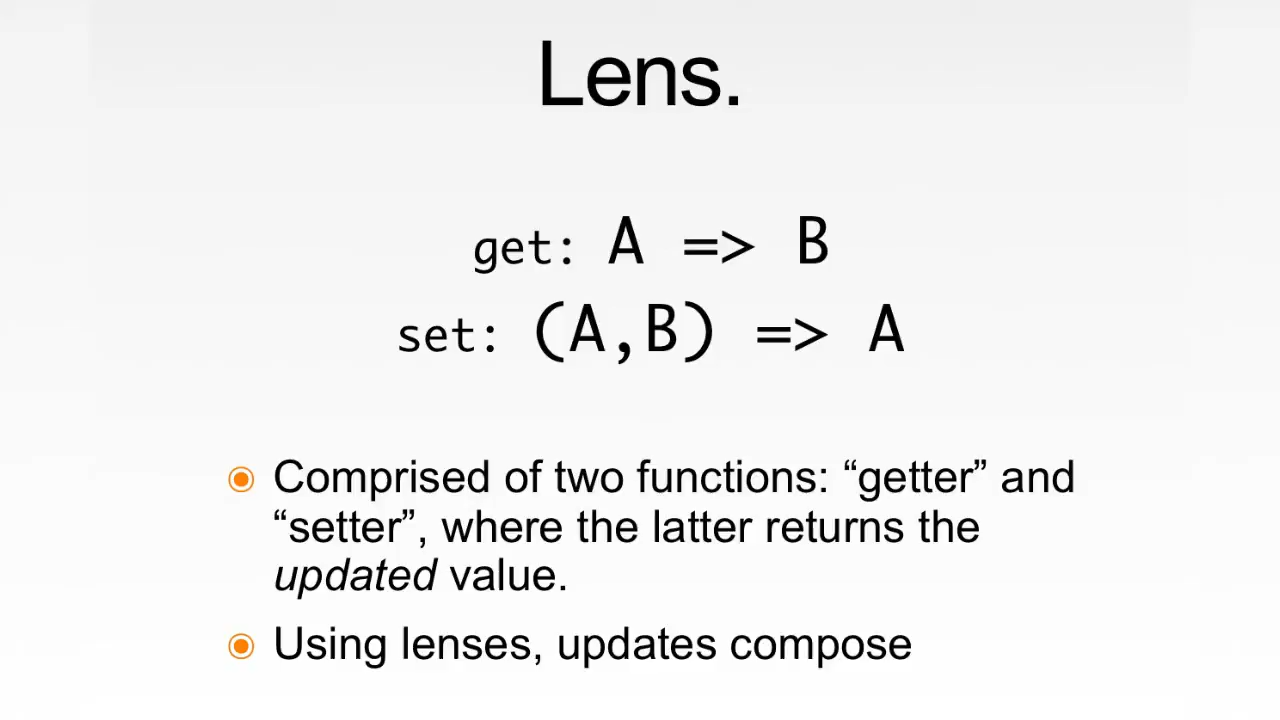 Lens.
get: A => B
set: (A,B) => A
Comprised of two functions: “getter” and
“setter”, where the latter returns the
updated value.
Using lenses, updates compose